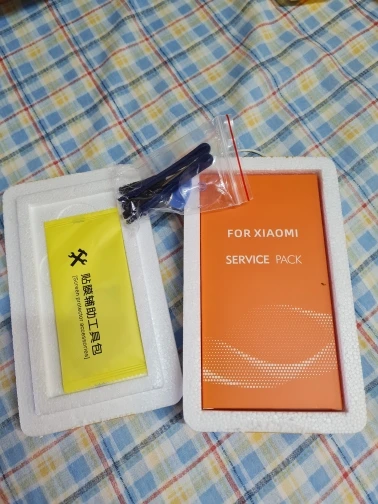 贴膜辅助工具包
[Screen protector accessories]
FOR XIAOMI
SERVICE PACK